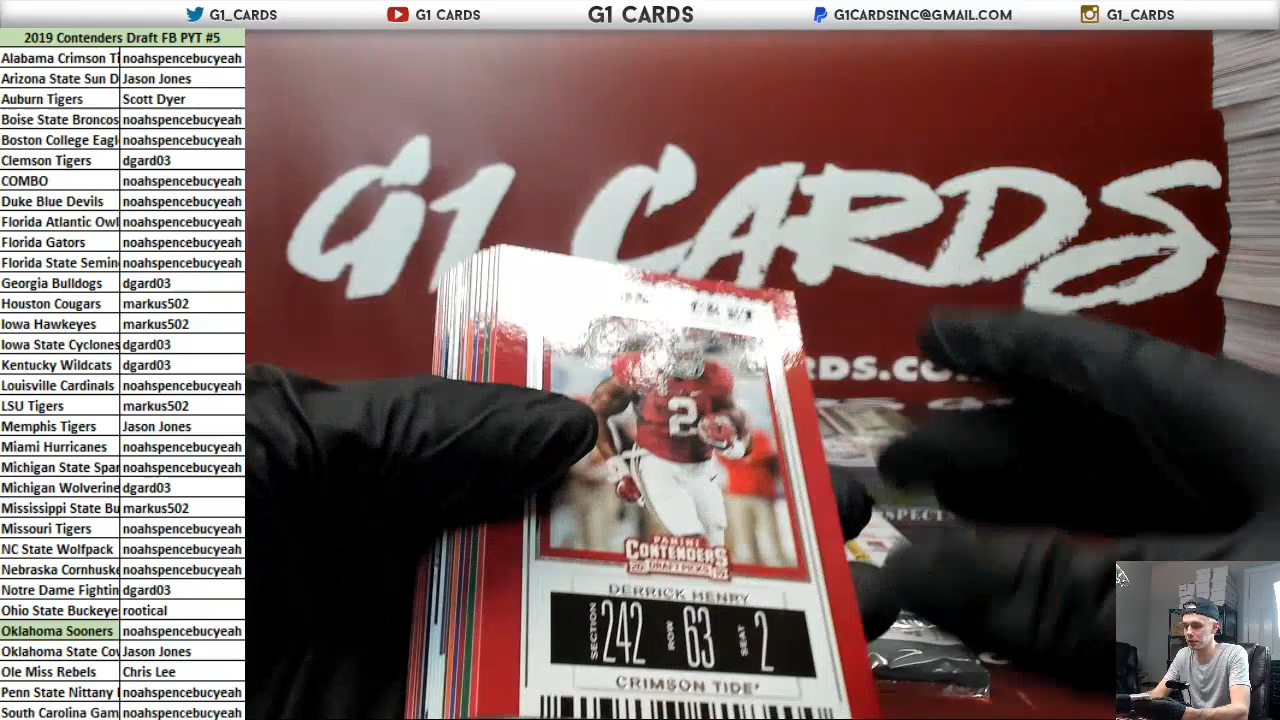 G1_CARDS
G1 CARDS
G1 CARDS
G1CARDSINC@GMAIL.COM
G1_CARDS
2019 Contenders Draft FB PYT #5
Alabama Crimson Ti noahspencebucyeah
Arizona State Sun D Jason Jones
Auburn Tigers Scott Dyer
Boise State Broncos noahspencebucyeah
Boston College Eagl noahspencebucyeah
Clemson Tigers dgard03
COMBO noahspencebucyeah
Duke Blue Devils noahspencebucyeah
Florida Atlantic Owl noahspencebucyeah
Florida Gators noahspencebucyeah
Florida State Semin noahspencebucyeah
Georgia Bulldogs dgard03
Houston Cougars markus502
Iowa Hawkeyes markus502
Iowa State Cyclones dgard03
Kentucky Wildcats dgard03
Louisville Cardinals noahspencebucyeah
LSU Tigers markus502
Memphis Tigers Jason Jones
Miami Hurricanes noahspencebucyeah
Michigan State Spar noahspencebucyeah
Michigan Wolverine dgard03
Mississippi State Bu markus502
Missouri Tigers noahspencebucyeah
NC State Wolfpack noahspencebucyeah
Nebraska Cornhuske noahspencebucyeah
Notre Dame Fightin dgard03
Ohio State Buckeye rootical
Oklahoma Sooners noahspencebucyeah
Oklahoma State Cov Jason Jones
Ole Miss Rebels Chris Lee
Penn State Nittany noahspencebucyeah
South Carolina Gam noahspencebucyeah
G1 CARDS
RDS.CO
2
PANINI
CONTENDERS
DRAFT PICKS
DERRICK HENRY
SECTION 242 ROW 63 SEAT 2
CRIMSON TIDE